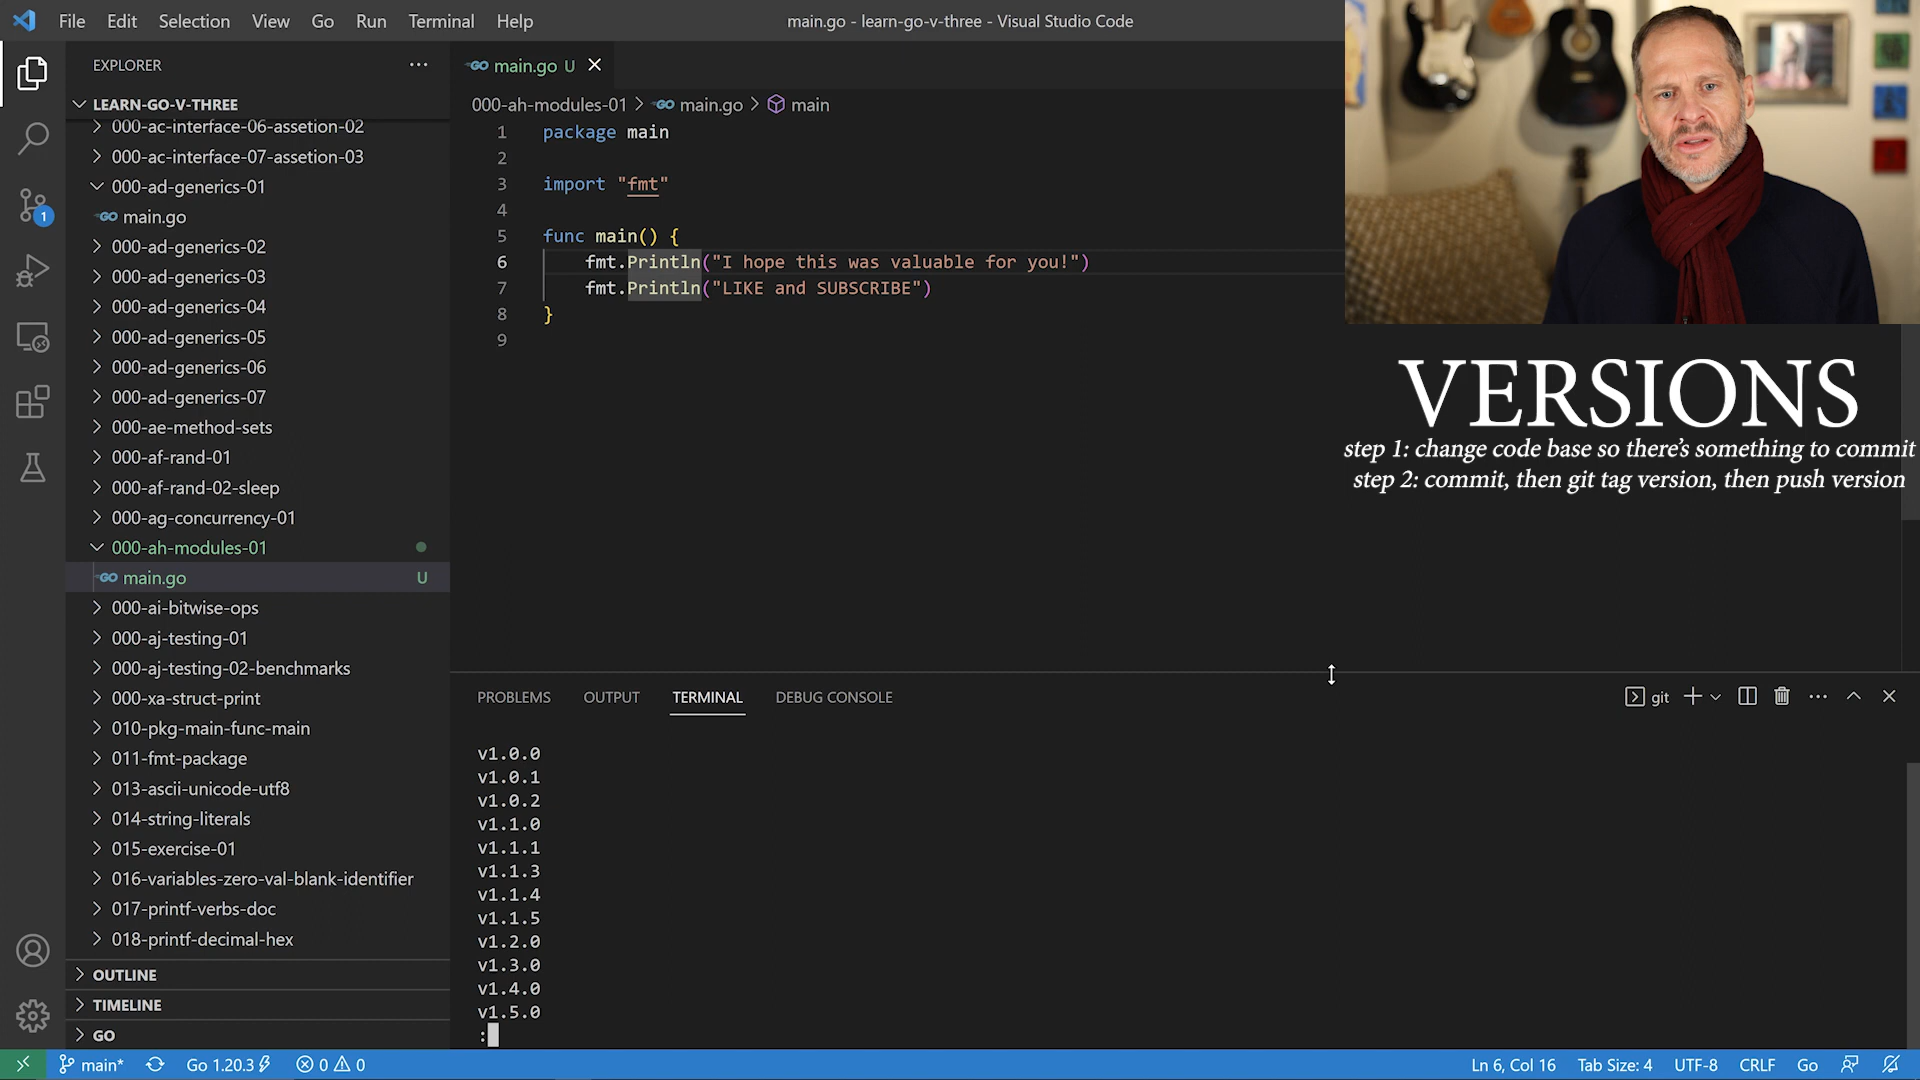 File Edit Selection View Go Run Terminal Help
main.go - learn-go-v-three - Visual Studio Code
EXPLORER
LEARN-GO-V-THREE
000-ac-interface-06-assetion-02
000-ac-interface-07-assetion-03
000-ad-generics-01
GO main.go
000-ad-generics-02
000-ad-generics-03
000-ad-generics-04
000-ad-generics-05
000-ad-generics-06
000-ad-generics-07
000-ae-method-sets
000-af-rand-01
000-af-rand-02-sleep
000-ag-concurrency-01
000-ah-modules-01
GO main.go U
000-ai-bitwise-ops
000-aj-testing-01
000-aj-testing-02-benchmarks
000-xa-struct-print
010-pkg-main-func-main
011-fmt-package
013-ascii-unicode-utf8
014-string-literals
015-exercise-01
016-variables-zero-val-blank-identifier
017-printf-verbs-doc
018-printf-decimal-hex
OUTLINE
TIMELINE
GO
1
GO main.go U
000-ah-modules-01 > GO main.go > main
1 package main
2
3 import "fmt"
4
5 func main() {
6 fmt.Println("I hope this was valuable for you!")
7 fmt.Println("LIKE and SUBSCRIBE")
8 }
9
VERSIONS
step 1: change code base so there's something to commit
step 2: commit, then git tag version, then push version
PROBLEMS OUTPUT TERMINAL DEBUG CONSOLE
git
v1.0.0
v1.0.1
v1.0.2
v1.1.0
v1.1.1
v1.1.3
v1.1.4
v1.1.5
v1.2.0
v1.3.0
v1.4.0
v1.5.0
:
main* Go 1.20.3 0 0
Ln 6, Col 16 Tab Size: 4 UTF-8 CRLF Go